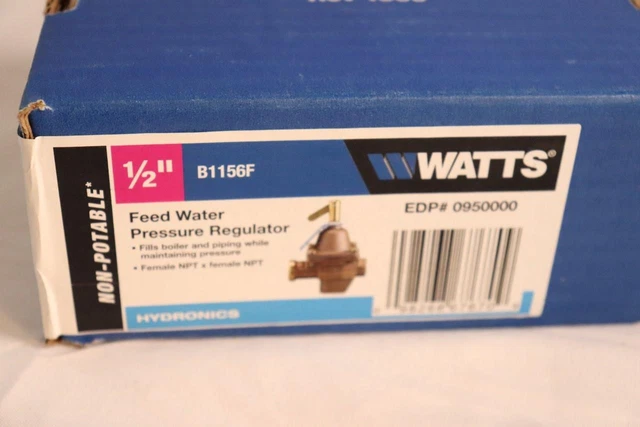 NON-POTABLE*
1/2"
B1156F
WATTS®
EDP# 0950000
Feed Water
Pressure Regulator
• Fills boiler and piping while
maintaining pressure
• Female NPT x female NPT
HYDRONICS